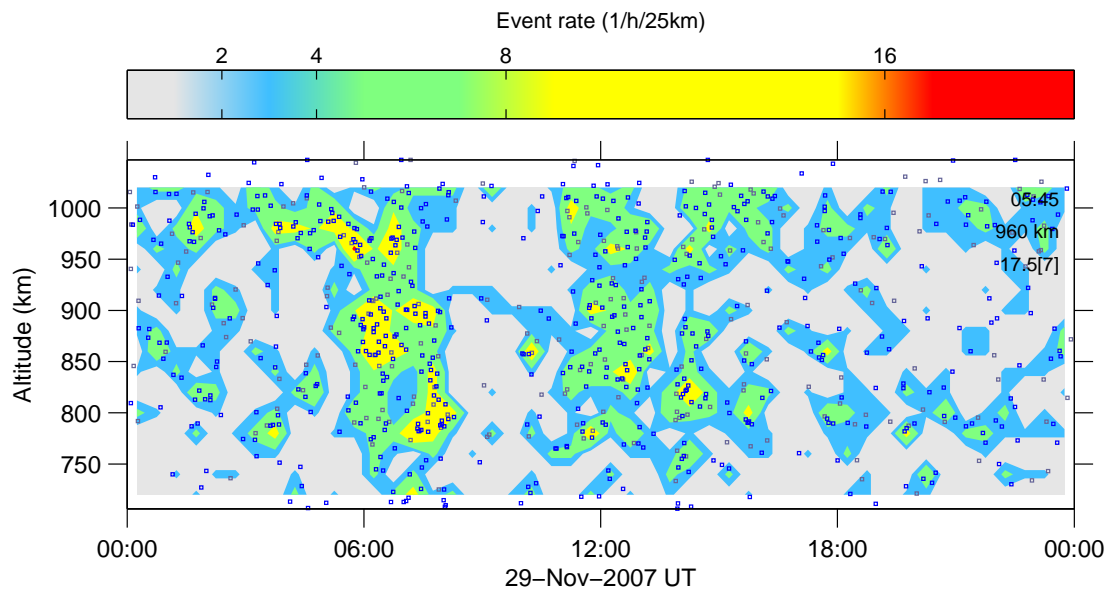 Event rate (1/h/25km)
2 4 8 16
1000
950
900
850
800
750
Altitude (km)
05:45
960 km
17.5[7]
00:00 06:00 12:00 18:00 00:00
29−Nov−2007 UT